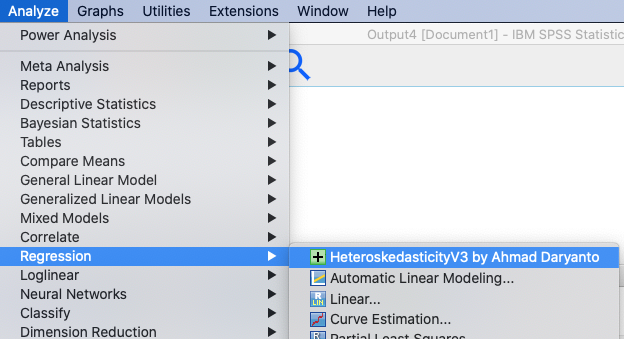 Analyze Graphs Utilities Extensions Window Help
Power Analysis
Output4 [Document1] - IBM SPSS Statistic
Meta Analysis
Reports
Descriptive Statistics
Bayesian Statistics
Tables
Compare Means
General Linear Model
Generalized Linear Models
Mixed Models
Correlate
Regression
HeteroskedasticityV3 by Ahmad Daryanto
Loglinear
Automatic Linear Modeling...
Neural Networks
R LIN Linear...
Classify
Curve Estimation...
Dimension Reduction
Partial Least Squares